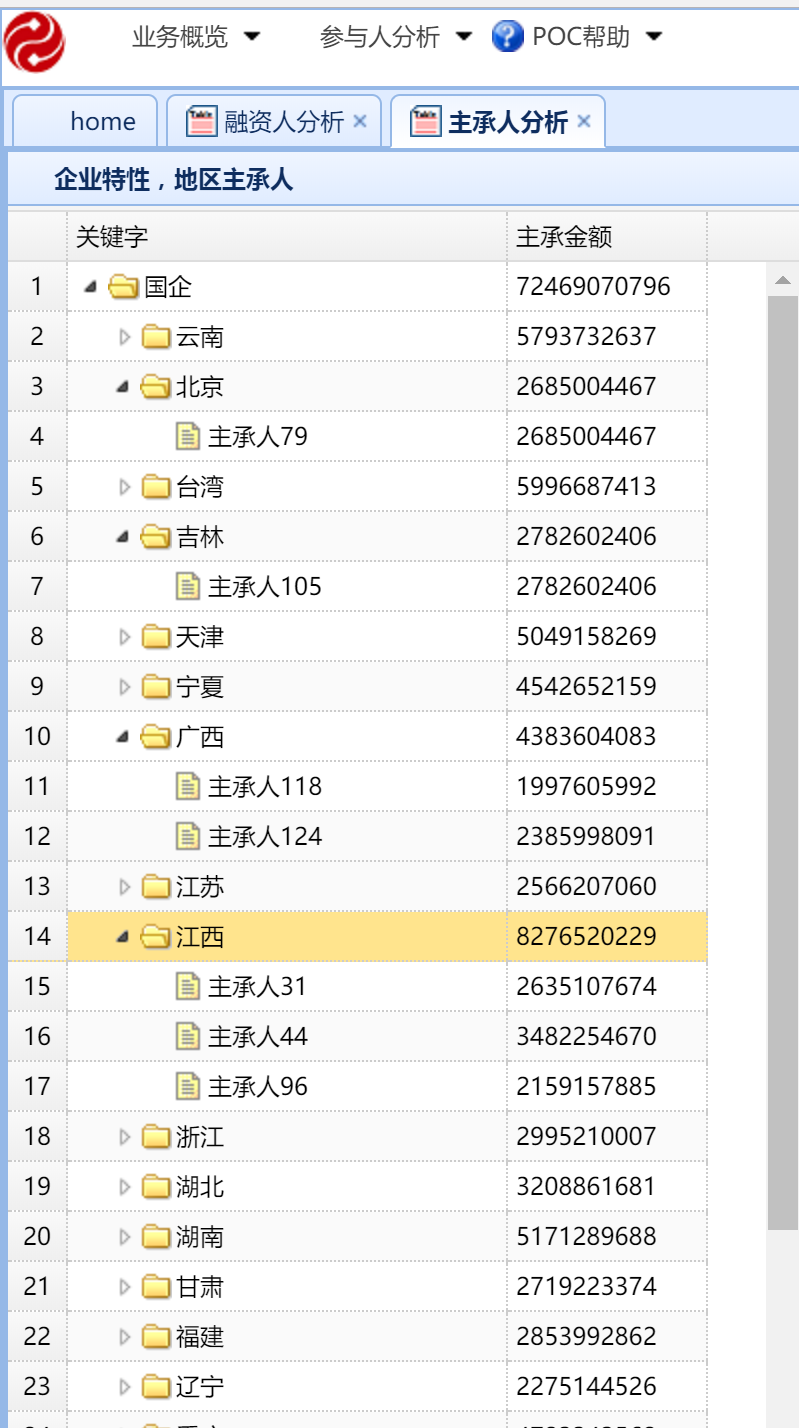 业务概览 参与人分析 POC帮助
home 融资人分析 主承人分析
企业特性，地区主承人
关键字 主承金额
1 国企 72469070796
2 云南 5793732637
3 北京 2685004467
4 主承人79 2685004467
5 台湾 5996687413
6 吉林 2782602406
7 主承人105 2782602406
8 天津 5049158269
9 宁夏 4542652159
10 广西 4383604083
11 主承人118 1997605992
12 主承人124 2385998091
13 江苏 2566207060
14 江西 8276520229
15 主承人31 2635107674
16 主承人44 3482254670
17 主承人96 2159157885
18 浙江 2995210007
19 湖北 3208861681
20 湖南 5171289688
21 甘肃 2719223374
22 福建 2853992862
23 辽宁 2275144526